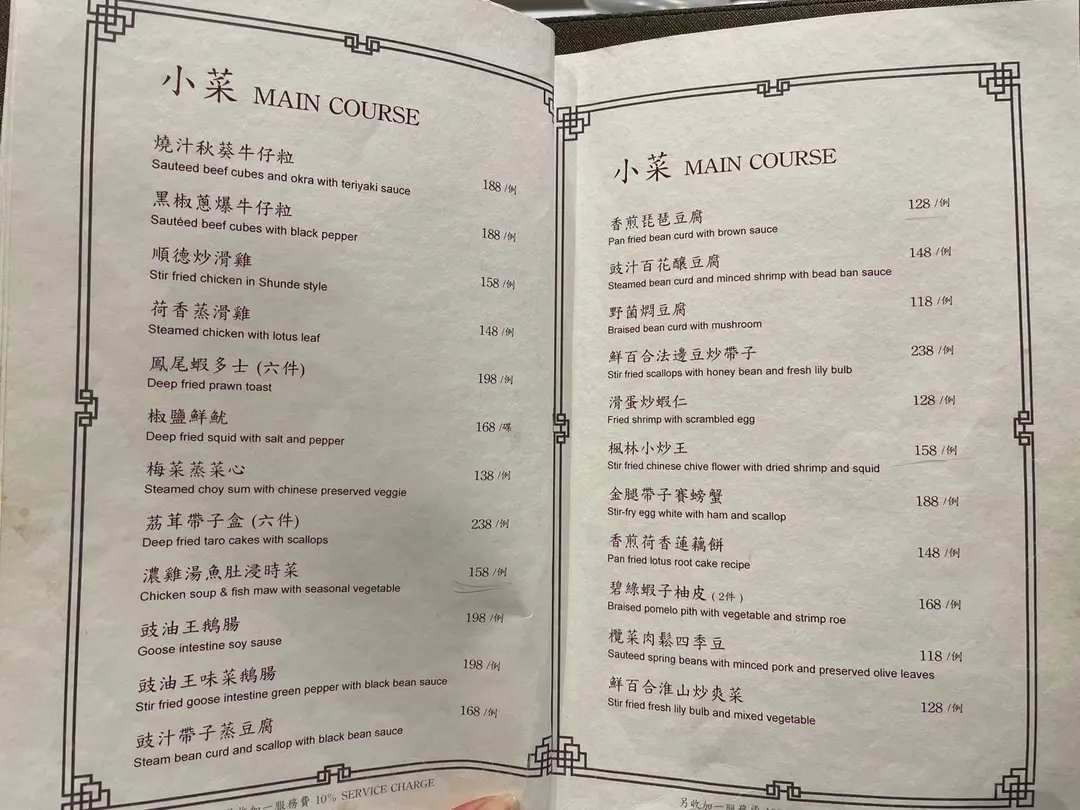 小菜 MAIN COURSE
燒汁秋葵牛仔粒
Sauteed beef cubes and okra with teriyaki sauce 188 /例
黑椒蔥爆牛仔粒
Sautéed beef cubes with black pepper 188 /例
順德炒滑雞
Stir fried chicken in Shunde style 158 /例
荷香蒸滑雞
Steamed chicken with lotus leaf 148 /例
鳳尾蝦多士 (六件)
Deep fried prawn toast 198 /例
椒鹽鮮魷
Deep fried squid with salt and pepper 168 /碟
梅菜蒸菜心
Steamed choy sum with chinese preserved veggie 138 /例
荔茸帶子盒 (六件)
Deep fried taro cakes with scallops 238 /例
濃雞湯魚肚浸時菜 158 /例
Chicken soup & fish maw with seasonal vegetable
豉油王鵝腸 198 /例
Goose intestine soy sause
豉油王味菜鵝腸 198 /例
Stir fried goose intestine green pepper with black bean sauce
豉汁帶子蒸豆腐 168 /例
Steam bean curd and scallop with black bean sauce
加一服務費 10% SERVICE CHARGE
小菜 MAIN COURSE
香煎琵琶豆腐 128 /例
Pan fried bean curd with brown sauce
豉汁百花釀豆腐 148 /例
Steamed bean curd and minced shrimp with bead ban sauce
野菌燜豆腐 118 /例
Braised bean curd with mushroom
鮮百合法邊豆炒帶子 238 /例
Stir fried scallops with honey bean and fresh lily bulb
滑蛋炒蝦仁 128 /例
Fried shrimp with scrambled egg
楓林小炒王 158 /例
Stir fried chinese chive flower with dried shrimp and squid
金腿帶子賽螃蟹 188 /例
Stir-fry egg white with ham and scallop
香煎荷香蓮藕餅 148 /例
Pan fried lotus root cake recipe
碧綠蝦子柚皮 (2件) 168 /例
Braised pomelo pith with vegetable and strimp roe
欖菜肉鬆四季豆 118 /例
Sauteed spring beans with minced pork and preserved olive leaves
鮮百合淮山炒爽菜 128 /例
Stir fried fresh lily bulb and mixed vegetable
另收加一服務費